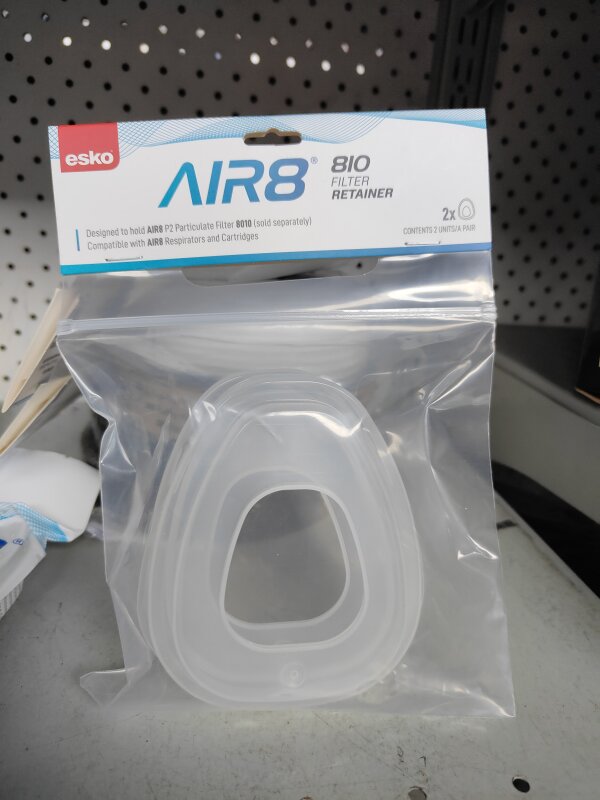 esko
AIR8®
810
FILTER
RETAINER
Designed to hold AIR8 P2 Particulate Filter 8010 (sold separately)
Compatible with AIR8 Respirators and Cartridges
2x
CONTENTS 2 UNITS/A PAIR
®